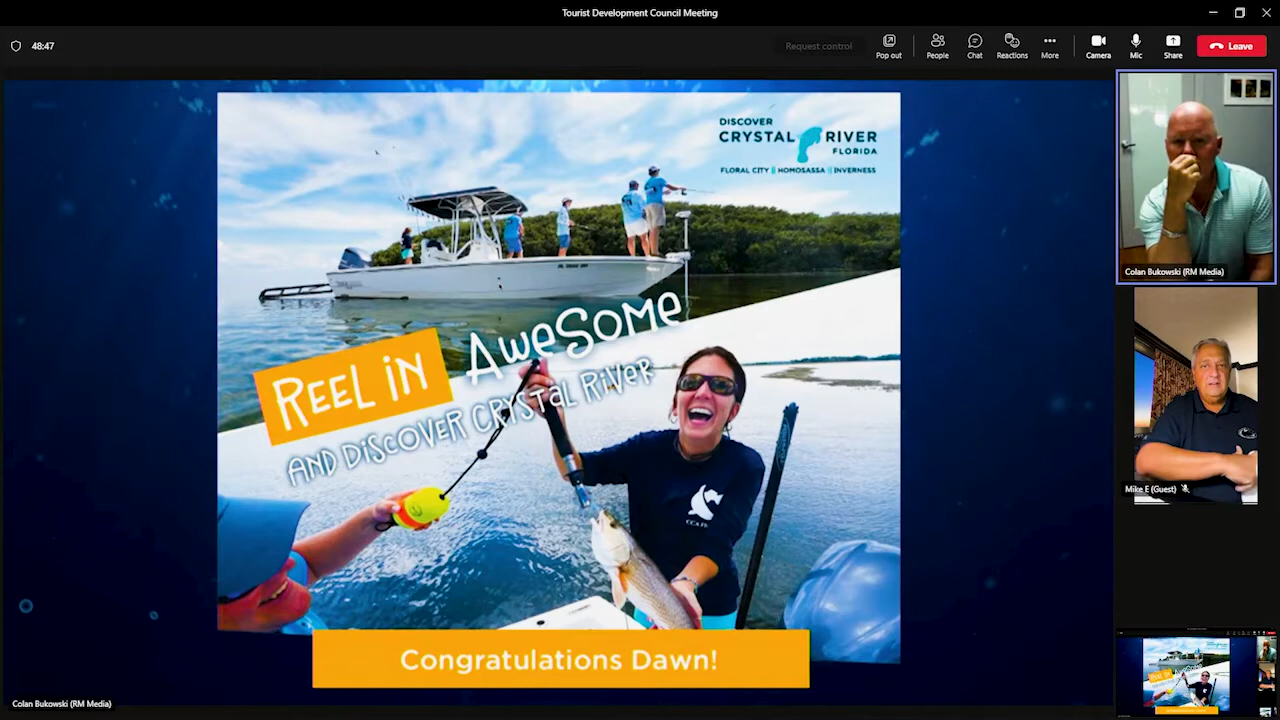 Tourist Development Council Meeting
48:47
Request control
Pop out
People
Chat
Reactions
More
Camera
Mic
Share
Leave
DISCOVER
CRYSTAL RIVER
FLORIDA
FLORAL CITY || HOMOSASSA || INVERNESS
REEL IN AWESOME
AND DISCOVER CRYSTAL RIVER
CCA FL
Congratulations Dawn!
Colan Bukowski (RM Media)
Mike E (Guest)
Colan Bukowski (RM Media)